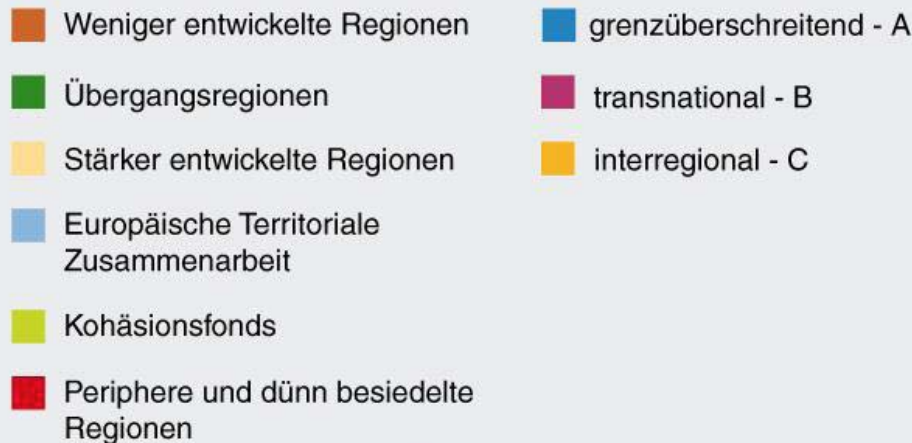 Weniger entwickelte Regionen
Übergangsregionen
Stärker entwickelte Regionen
Europäische Territoriale
Zusammenarbeit
Kohäsionsfonds
Periphere und dünn besiedelte
Regionen
grenzüberschreitend - A
transnational - B
interregional - C